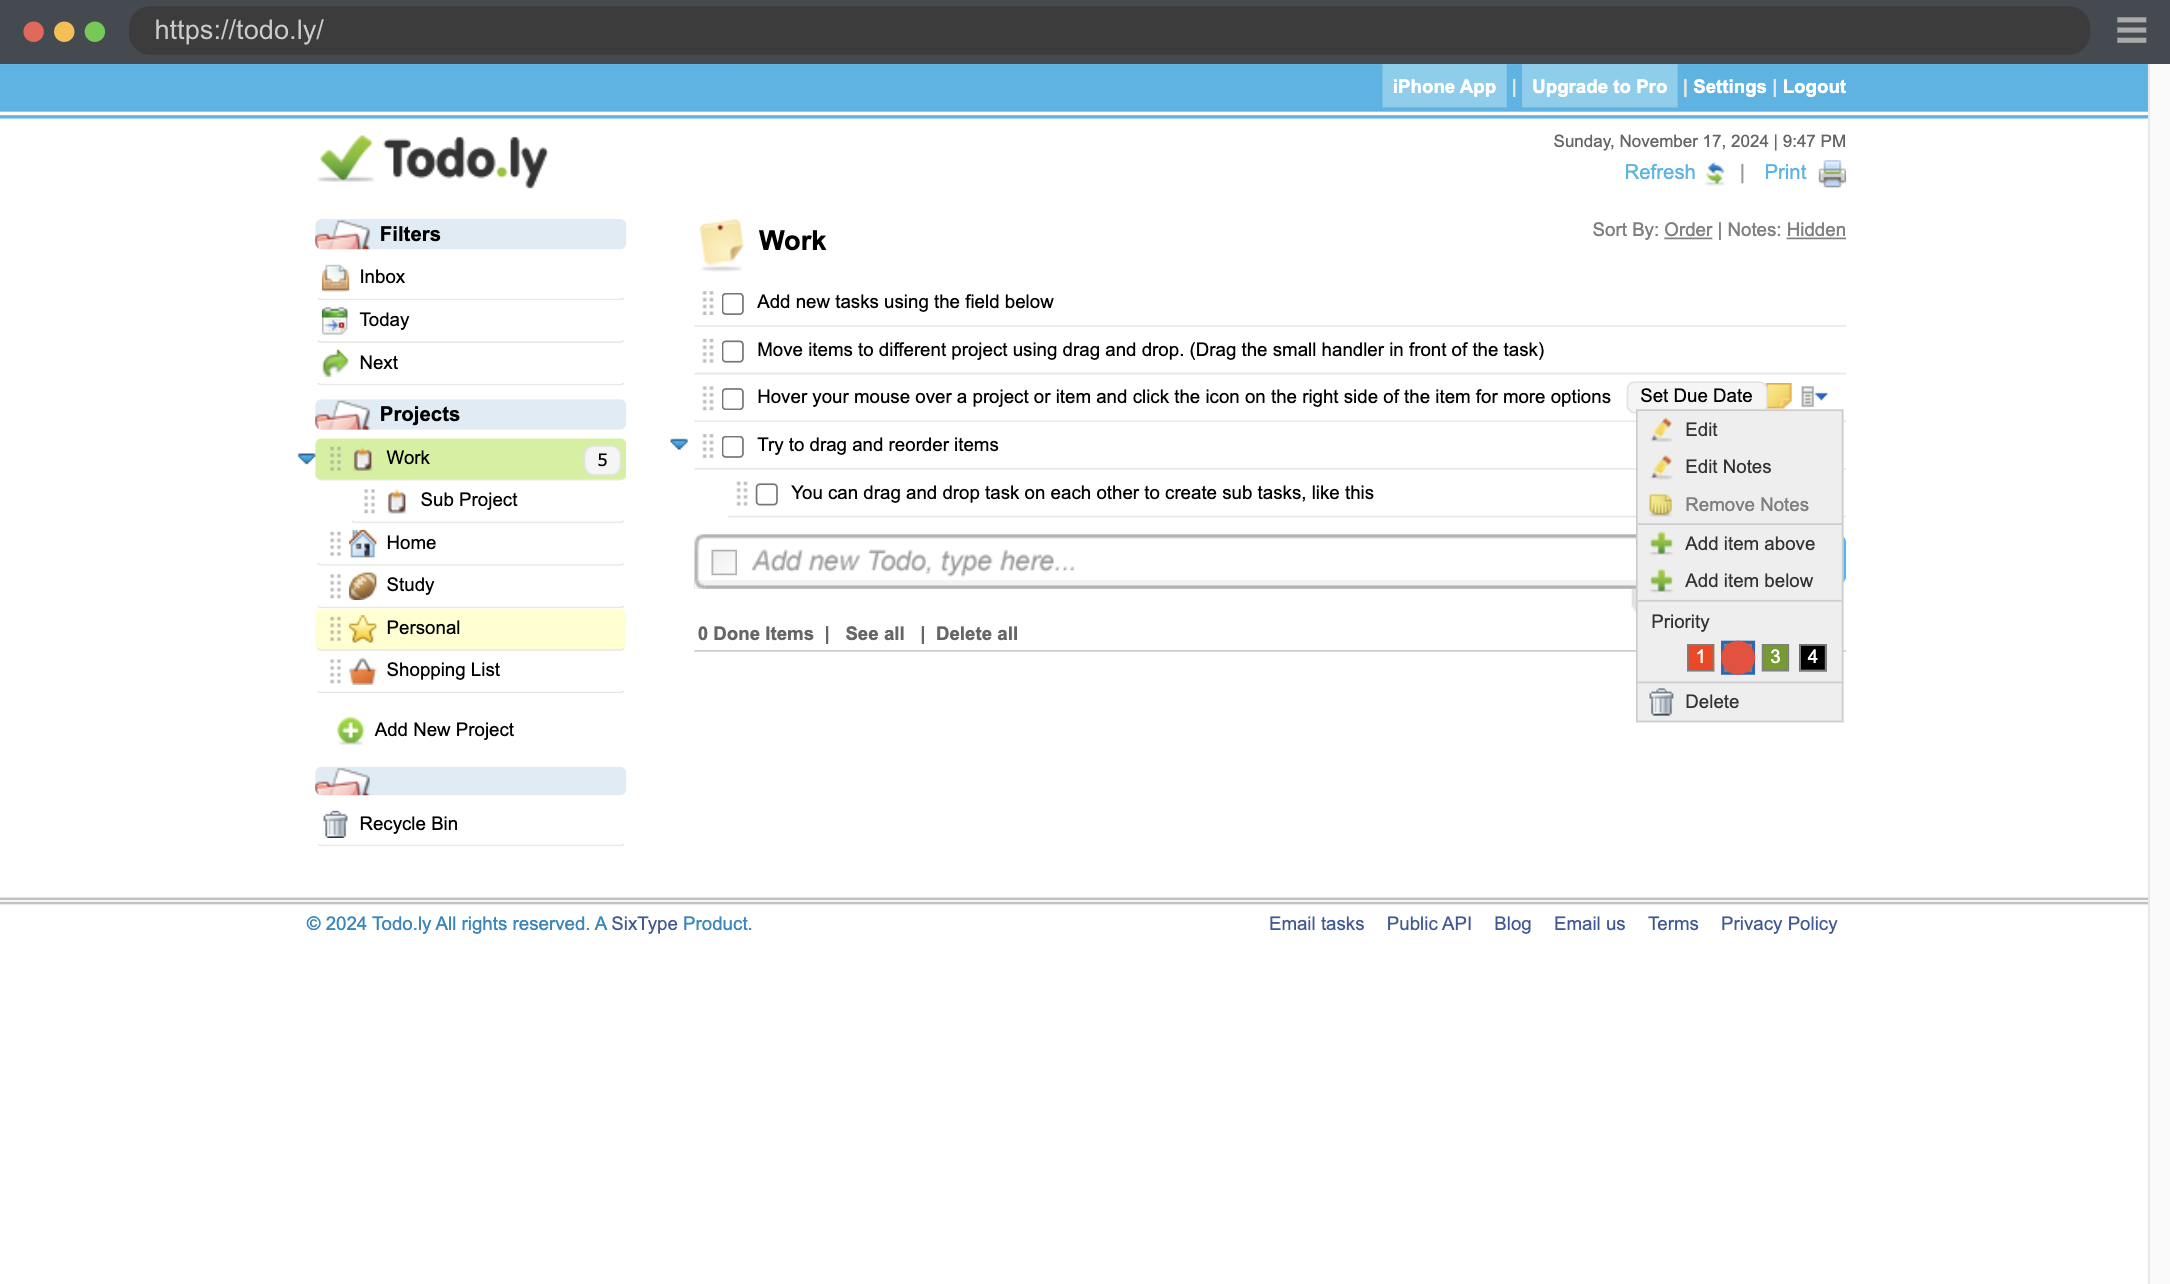 https://todo.ly/
iPhone App | Upgrade to Pro | Settings | Logout
Todo.ly
Sunday, November 17, 2024 | 9:47 PM
Refresh | Print
Filters
Inbox
Today
Next
Projects
Work 5
Sub Project
Home
Study
Personal
Shopping List
Add New Project
Recycle Bin
Work
Sort By: Order | Notes: Hidden
Add new tasks using the field below
Move items to different project using drag and drop. (Drag the small handler in front of the task)
Hover your mouse over a project or item and click the icon on the right side of the item for more options
Set Due Date
Try to drag and reorder items
You can drag and drop task on each other to create sub tasks, like this
Add new Todo, type here...
0 Done Items | See all | Delete all
Edit
Edit Notes
Remove Notes
Add item above
Add item below
Priority
1 3 4
Delete
© 2024 Todo.ly All rights reserved. A SixType Product.
Email tasks Public API Blog Email us Terms Privacy Policy